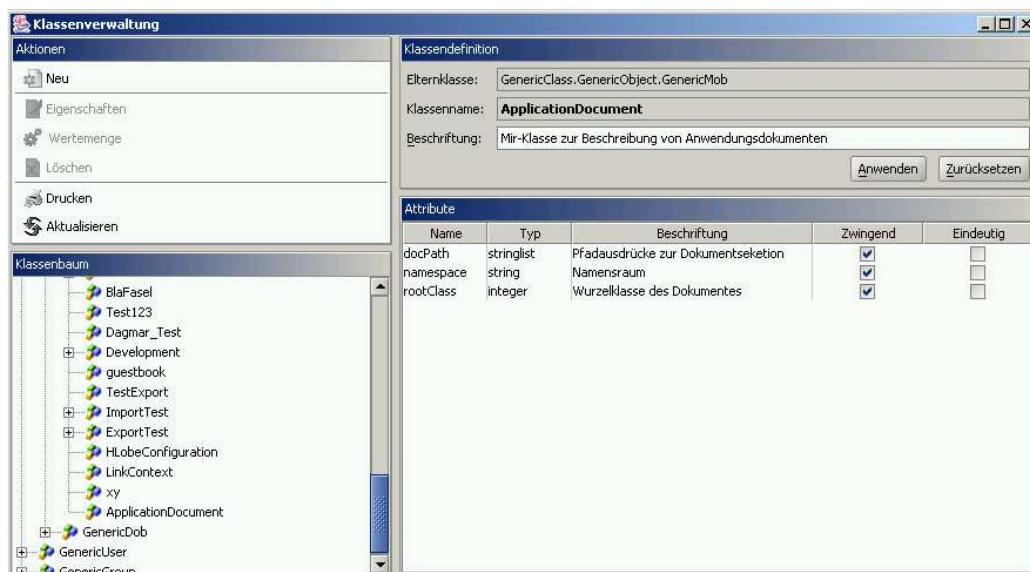 Klassenverwaltung
Aktionen
Neu
Eigenschaften
Wertemenge
Löschen
Drucken
Aktualisieren
Klassenbaum
BlaFasel
Test123
Dagmar_Test
Development
guestbook
TestExport
ImportTest
ExportTest
HLobeConfiguration
LinkContext
xy
ApplicationDocument
GenericDob
GenericUser
GenericGroup
Klassendefinition
Elternklasse: GenericClass.GenericObject.GenericMob
Klassenname: ApplicationDocument
Beschriftung: Mir-Klasse zur Beschreibung von Anwendungsdokumenten
Anwenden Zurücksetzen
Attribute
Name Typ Beschriftung Zwingend Eindeutig
docPath stringlist Pfadausdrücke zur Dokumentseketion
namespace string Namensraum
rootClass integer Wurzelklasse des Dokumentes